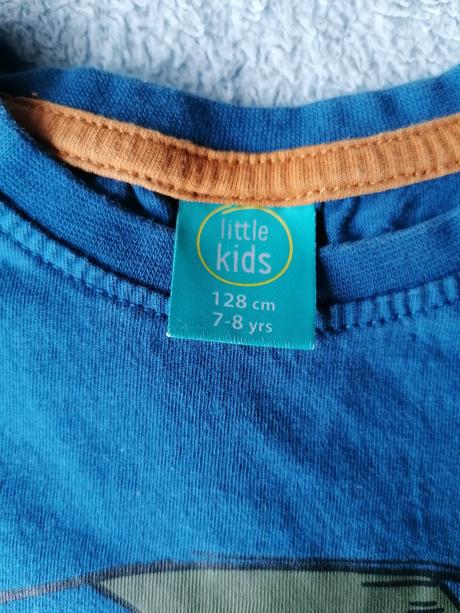 little
kids
128 cm
7-8 yrs